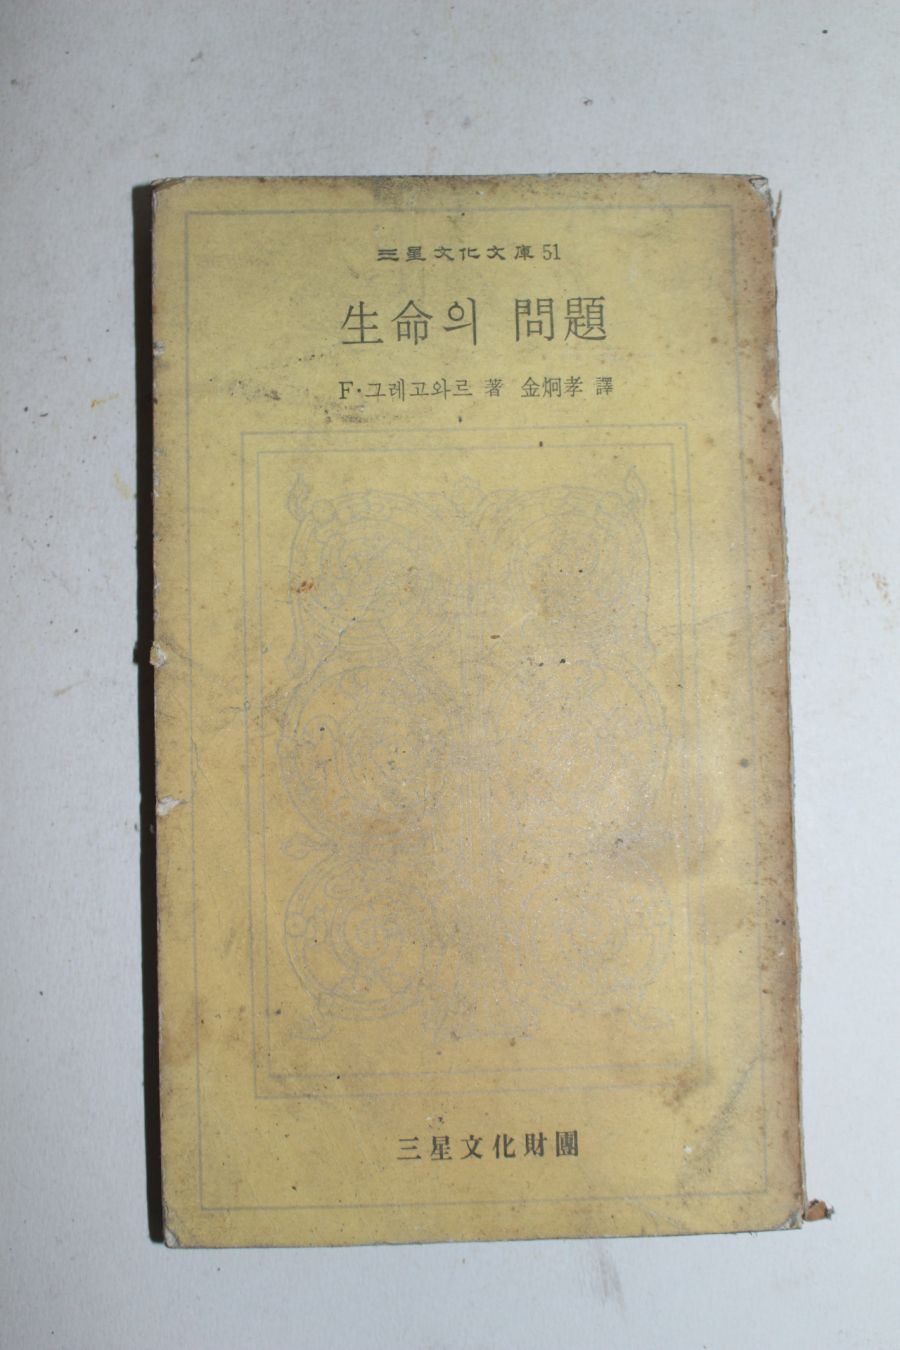 三星文化文庫 51
生命의 問題
F·그레고와르 著 金炯孝 譯
三星文化財團